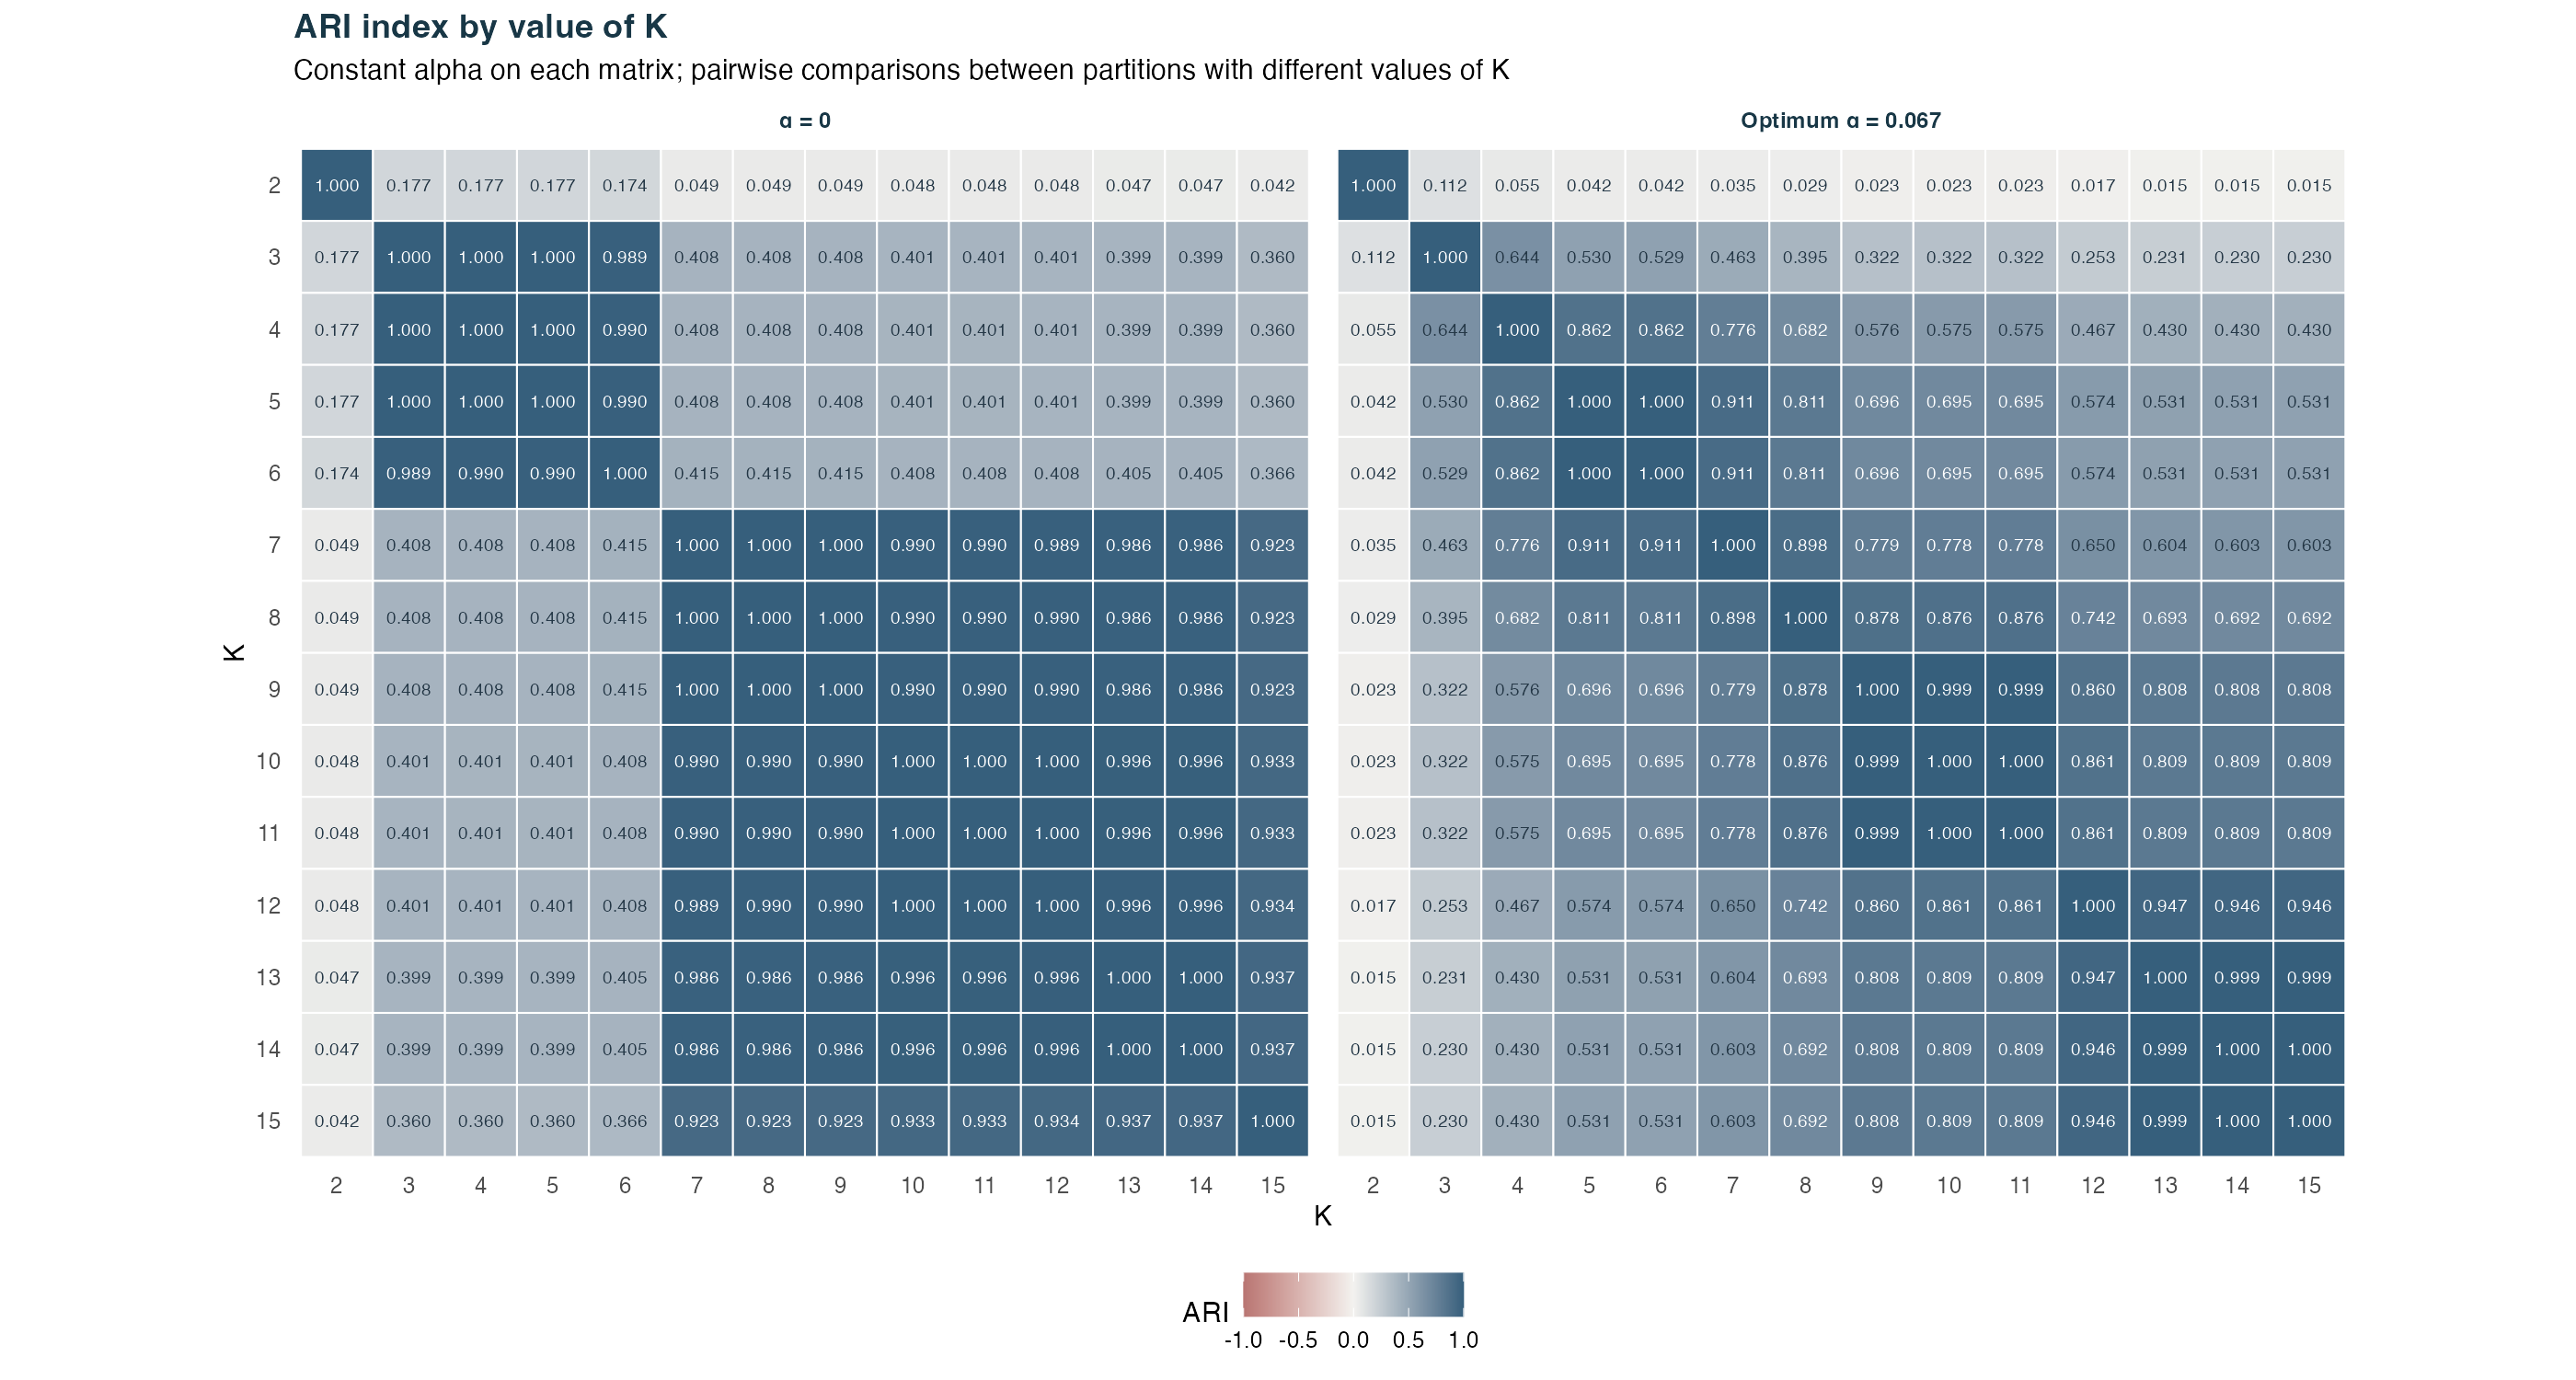 ARI index by value of K
Constant alpha on each matrix; pairwise comparisons between partitions with different values of K
α = 0 Optimum α = 0.067
2 1.000 0.177 0.177 0.177 0.174 0.049 0.049 0.049 0.048 0.048 0.048 0.047 0.047 0.042 1.000 0.112 0.055 0.042 0.042 0.035 0.029 0.023 0.023 0.023 0.017 0.015 0.015 0.015
3 0.177 1.000 1.000 1.000 0.989 0.408 0.408 0.408 0.401 0.401 0.401 0.399 0.399 0.360 0.112 1.000 0.644 0.530 0.529 0.463 0.395 0.322 0.322 0.322 0.253 0.231 0.230 0.230
4 0.177 1.000 1.000 1.000 0.990 0.408 0.408 0.408 0.401 0.401 0.401 0.399 0.399 0.360 0.055 0.644 1.000 0.862 0.862 0.776 0.682 0.576 0.575 0.575 0.467 0.430 0.430 0.430
5 0.177 1.000 1.000 1.000 0.990 0.408 0.408 0.408 0.401 0.401 0.401 0.399 0.399 0.360 0.042 0.530 0.862 1.000 1.000 0.911 0.811 0.696 0.695 0.695 0.574 0.531 0.531 0.531
6 0.174 0.989 0.990 0.990 1.000 0.415 0.415 0.415 0.408 0.408 0.408 0.405 0.405 0.366 0.042 0.529 0.862 1.000 1.000 0.911 0.811 0.696 0.695 0.695 0.574 0.531 0.531 0.531
7 0.049 0.408 0.408 0.408 0.415 1.000 1.000 1.000 0.990 0.990 0.989 0.986 0.986 0.923 0.035 0.463 0.776 0.911 0.911 1.000 0.898 0.779 0.778 0.778 0.650 0.604 0.603 0.603
8 0.049 0.408 0.408 0.408 0.415 1.000 1.000 1.000 0.990 0.990 0.990 0.986 0.986 0.923 0.029 0.395 0.682 0.811 0.811 0.898 1.000 0.878 0.876 0.876 0.742 0.693 0.692 0.692
K
9 0.049 0.408 0.408 0.408 0.415 1.000 1.000 1.000 0.990 0.990 0.990 0.986 0.986 0.923 0.023 0.322 0.576 0.696 0.696 0.779 0.878 1.000 0.999 0.999 0.860 0.808 0.808 0.808
10 0.048 0.401 0.401 0.401 0.408 0.990 0.990 0.990 1.000 1.000 1.000 0.996 0.996 0.933 0.023 0.322 0.575 0.695 0.695 0.778 0.876 0.999 1.000 1.000 0.861 0.809 0.809 0.809
11 0.048 0.401 0.401 0.401 0.408 0.990 0.990 0.990 1.000 1.000 1.000 0.996 0.996 0.933 0.023 0.322 0.575 0.695 0.695 0.778 0.876 0.999 1.000 1.000 0.861 0.809 0.809 0.809
12 0.048 0.401 0.401 0.401 0.408 0.989 0.990 0.990 1.000 1.000 1.000 0.996 0.996 0.934 0.017 0.253 0.467 0.574 0.574 0.650 0.742 0.860 0.861 0.861 1.000 0.947 0.946 0.946
13 0.047 0.399 0.399 0.399 0.405 0.986 0.986 0.986 0.996 0.996 0.996 1.000 1.000 0.937 0.015 0.231 0.430 0.531 0.531 0.604 0.693 0.808 0.809 0.809 0.947 1.000 0.999 0.999
14 0.047 0.399 0.399 0.399 0.405 0.986 0.986 0.986 0.996 0.996 0.996 1.000 1.000 0.937 0.015 0.230 0.430 0.531 0.531 0.603 0.692 0.808 0.809 0.809 0.946 0.999 1.000 1.000
15 0.042 0.360 0.360 0.360 0.366 0.923 0.923 0.923 0.933 0.933 0.934 0.937 0.937 1.000 0.015 0.230 0.430 0.531 0.531 0.603 0.692 0.808 0.809 0.809 0.946 0.999 1.000 1.000
2 3 4 5 6 7 8 9 10 11 12 13 14 15 2 3 4 5 6 7 8 9 10 11 12 13 14 15
K
ARI
-1.0 -0.5 0.0 0.5 1.0